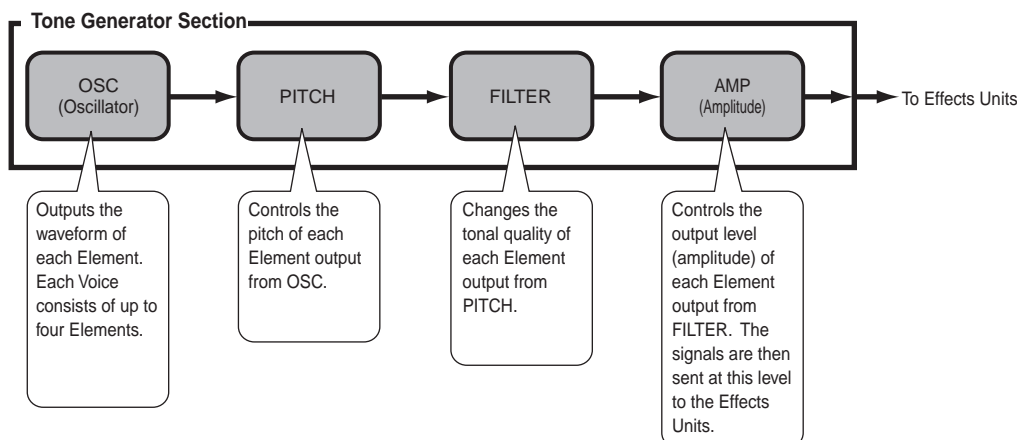 Tone Generator Section
OSC
(Oscillator)
PITCH
FILTER
AMP
(Amplitude)
To Effects Units
Outputs the
waveform of
each Element.
Each Voice
consists of up to
four Elements.
Controls the
pitch of each
Element output
from OSC.
Changes the
tonal quality of
each Element
output from
PITCH.
Controls the
output level
(amplitude) of
each Element
output from
FILTER. The
signals are then
sent at this level
to the Effects
Units.